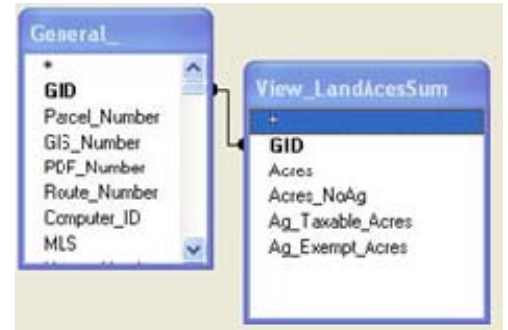 General_
*
GID
Parcel_Number
GIS_Number
PDF_Number
Route_Number
Computer_ID
MLS
View_LandAcesSum
*
GID
Acres
Acres_NoAg
Ag_Taxable_Acres
Ag_Exempt_Acres